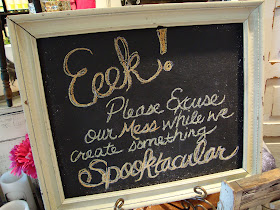 Eeek!
Please Excuse
our Mess while we
create something
Spooktacular